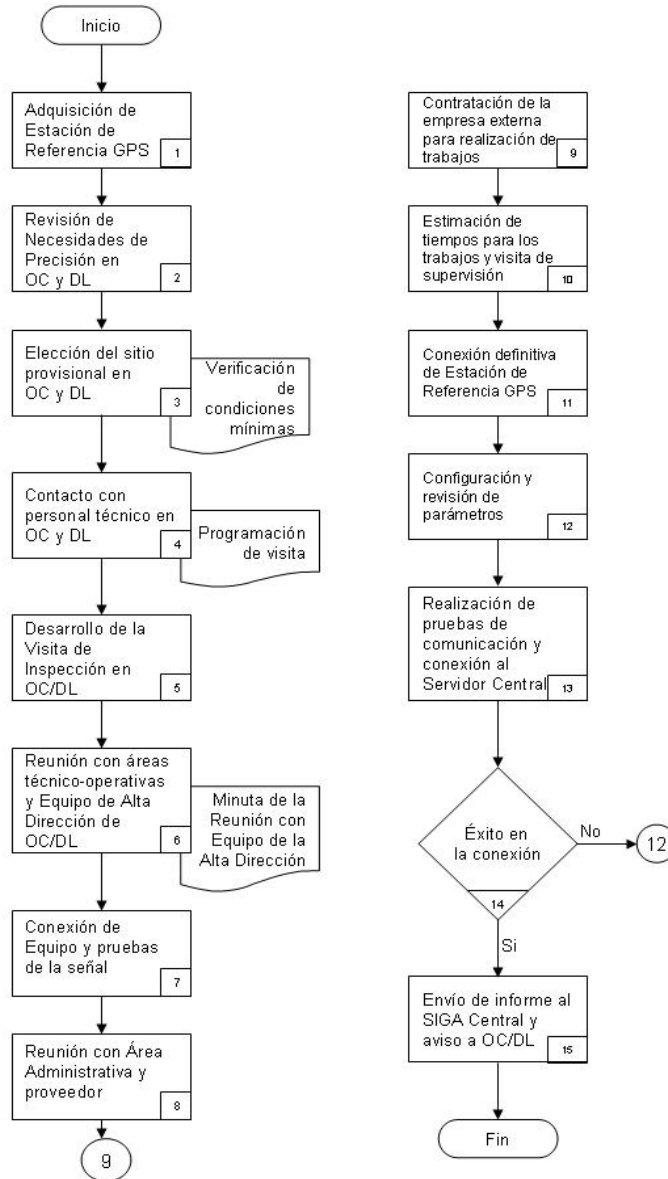 Inicio
Adquisición de
Estación de
Referencia GPS
1
Revisión de
Necesidades de
Precisión en
OC y DL
2
Elección del sitio
provisional en
OC y DL
3
Verificación
de
condiciones
mínimas
Contacto con
personal técnico en
OC y DL
4
Programación
de visita
Desarrollo de la
Visita de
Inspección en
OC/DL
5
Reunión con áreas
técnico-operativas
y Equipo de Alta
Dirección de
OC/DL
6
Minuta de la
Reunión con
Equipo de la
Alta Dirección
Conexión de
Equipo y pruebas
de la señal
7
Reunión con Área
Administrativa y
proveedor
8
9
Contratación de la
empresa externa
para realización de
trabajos
9
Estimación de
tiempos para los
trabajos y visita de
supervisión
10
Conexión definitiva
de Estación de
Referencia GPS
11
Configuración y
revisión de
parámetros
12
Realización de
pruebas de
comunicación y
conexión al
Servidor Central
13
Éxito en
la conexión
14
No
12
Si
Envío de informe al
SIGA Central y
aviso a OC/DL
15
Fin